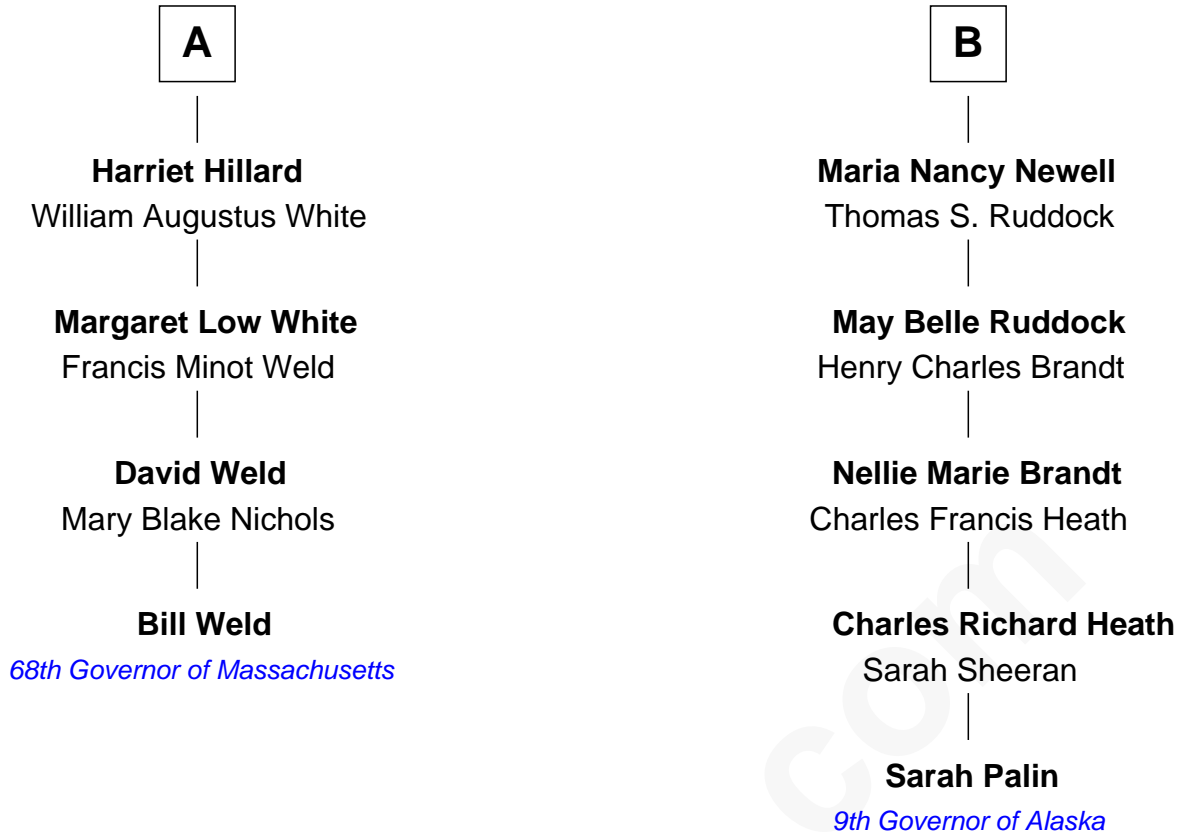 A
Harriet Hillard
William Augustus White
Margaret Low White
Francis Minot Weld
David Weld
Mary Blake Nichols
Bill Weld
68th Governor of Massachusetts
B
Maria Nancy Newell
Thomas S. Ruddock
May Belle Ruddock
Henry Charles Brandt
Nellie Marie Brandt
Charles Francis Heath
Charles Richard Heath
Sarah Sheeran
Sarah Palin
9th Governor of Alaska
com